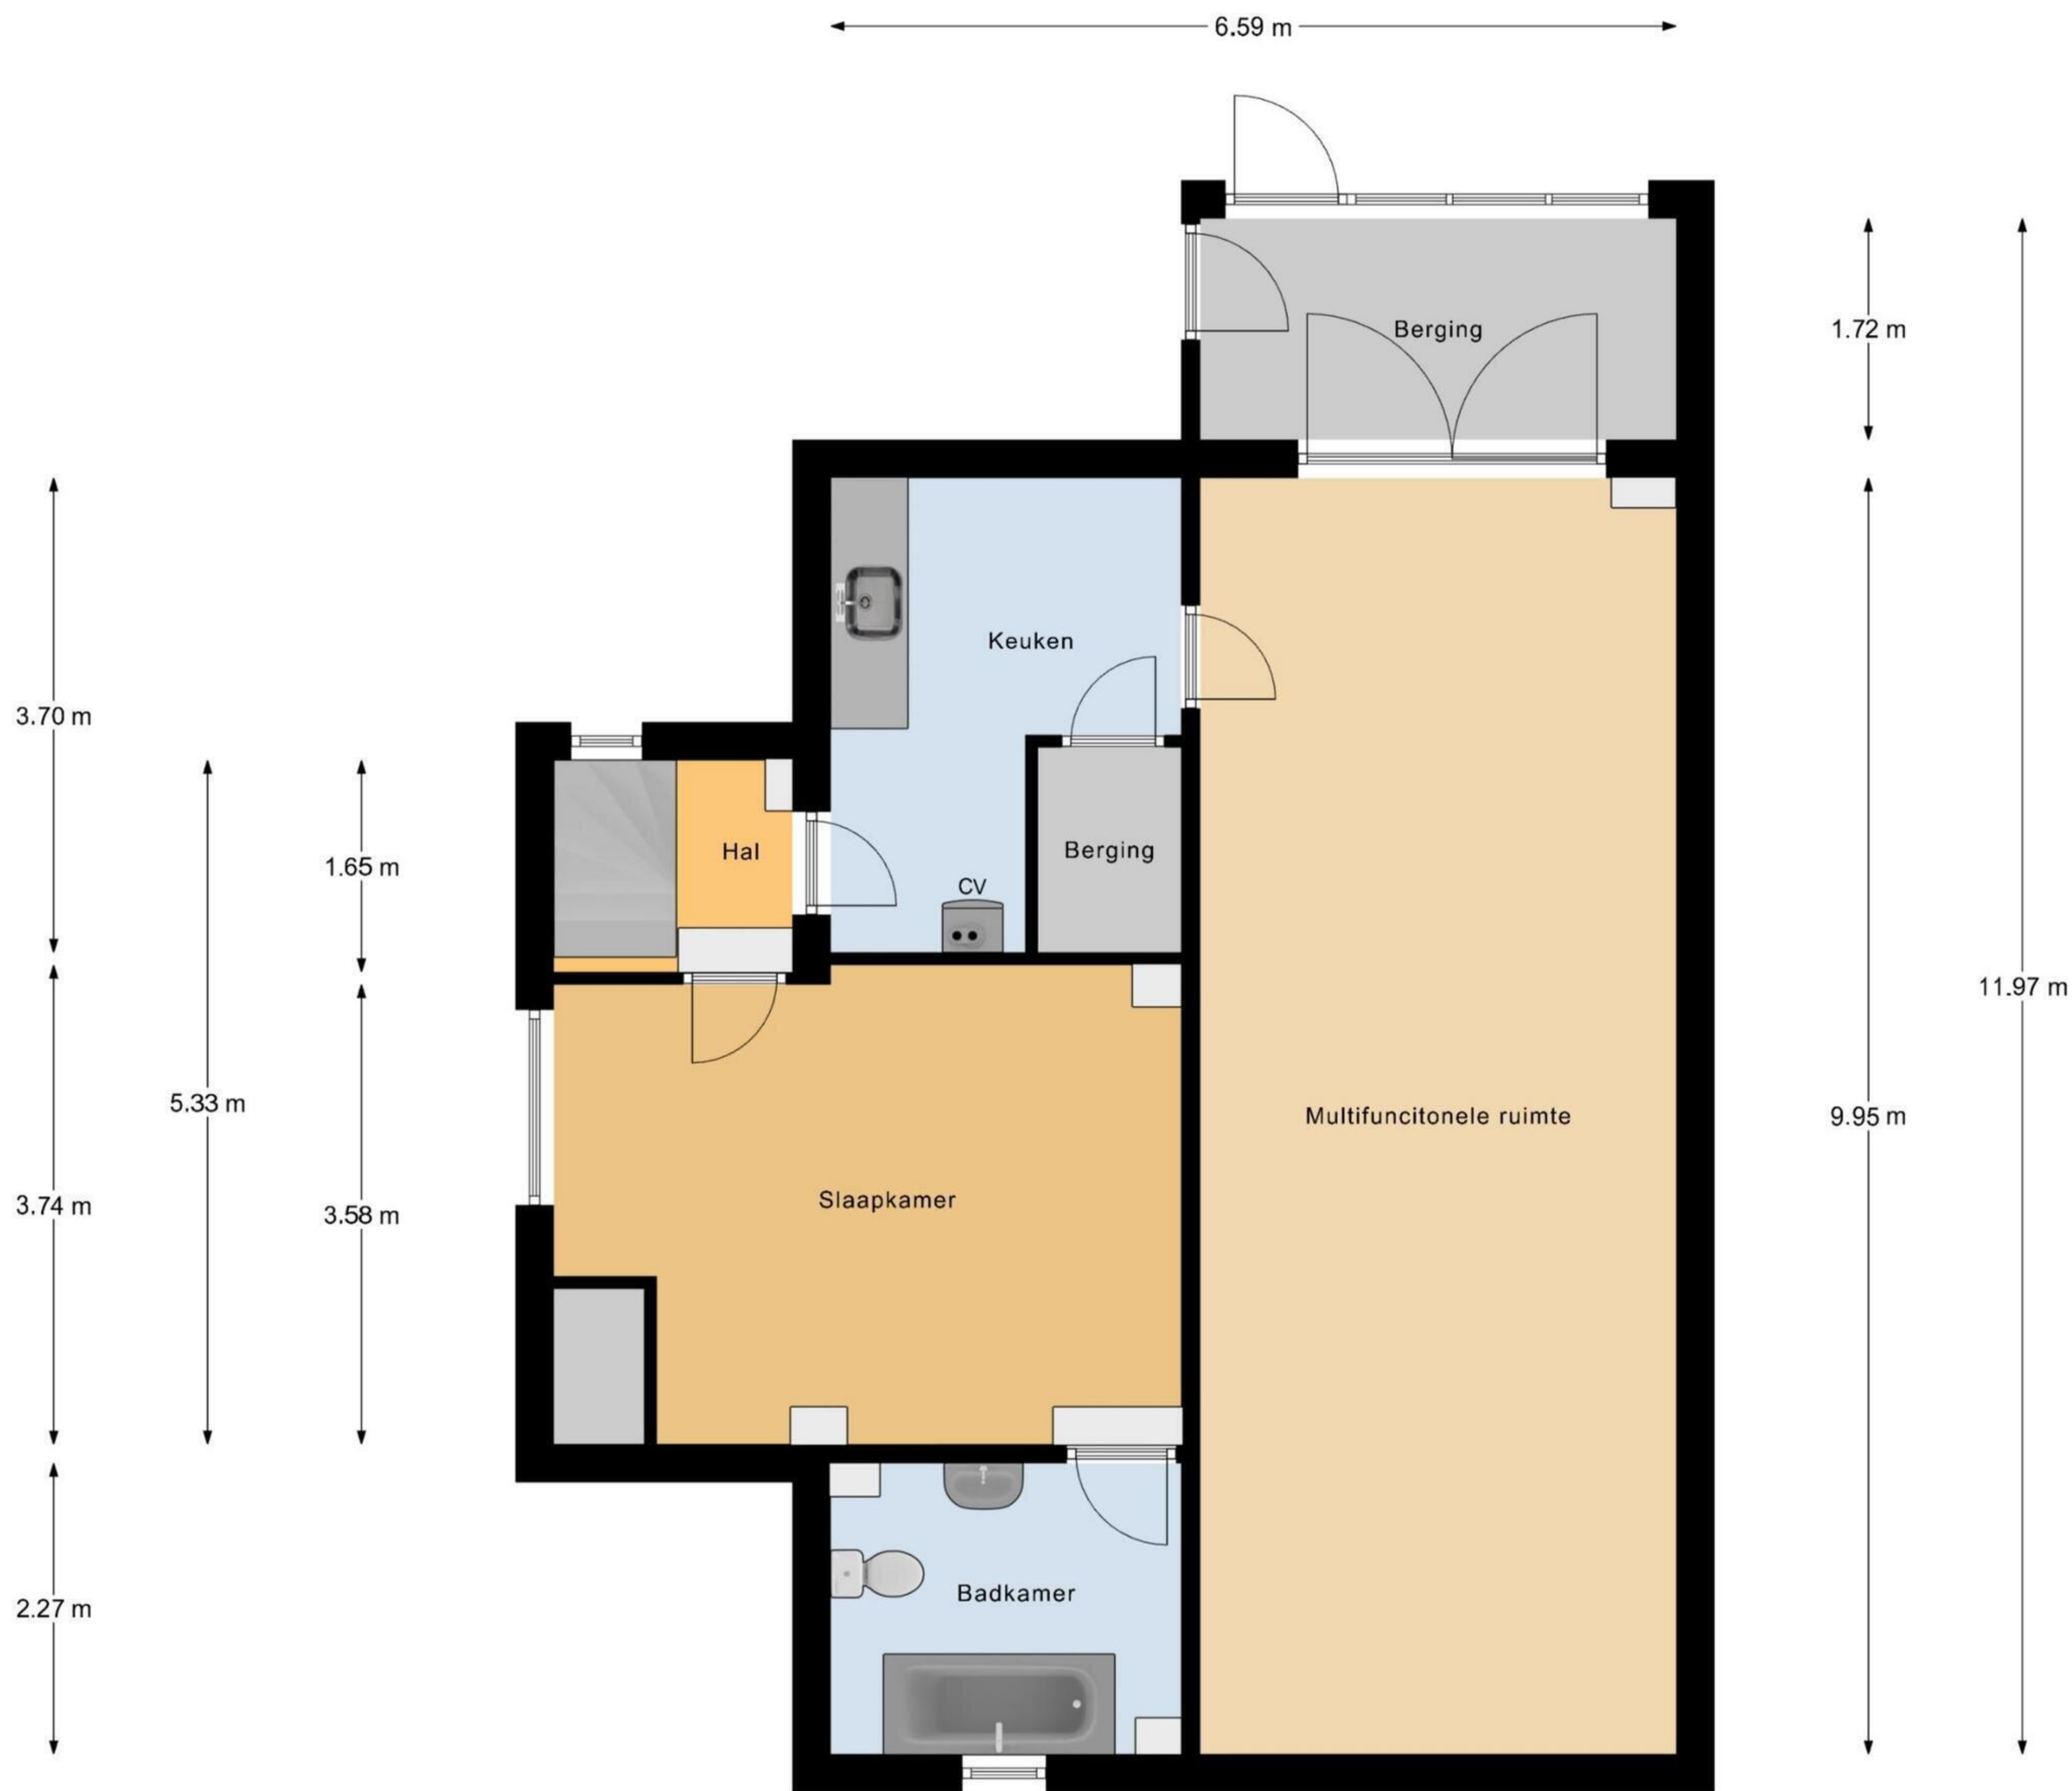 6.59 m
Berging
1.72 m
Keuken
3.70 m
Hal
Berging
1.65 m
CV
11.97 m
5.33 m
Multifuncitonele ruimte
9.95 m
Slaapkamer
3.74 m
3.58 m
Badkamer
2.27 m